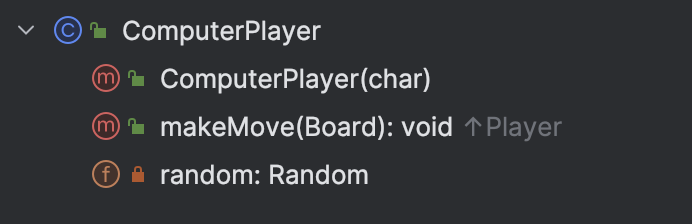 ComputerPlayer
ComputerPlayer(char)
makeMove(Board): void ↑Player
random: Random